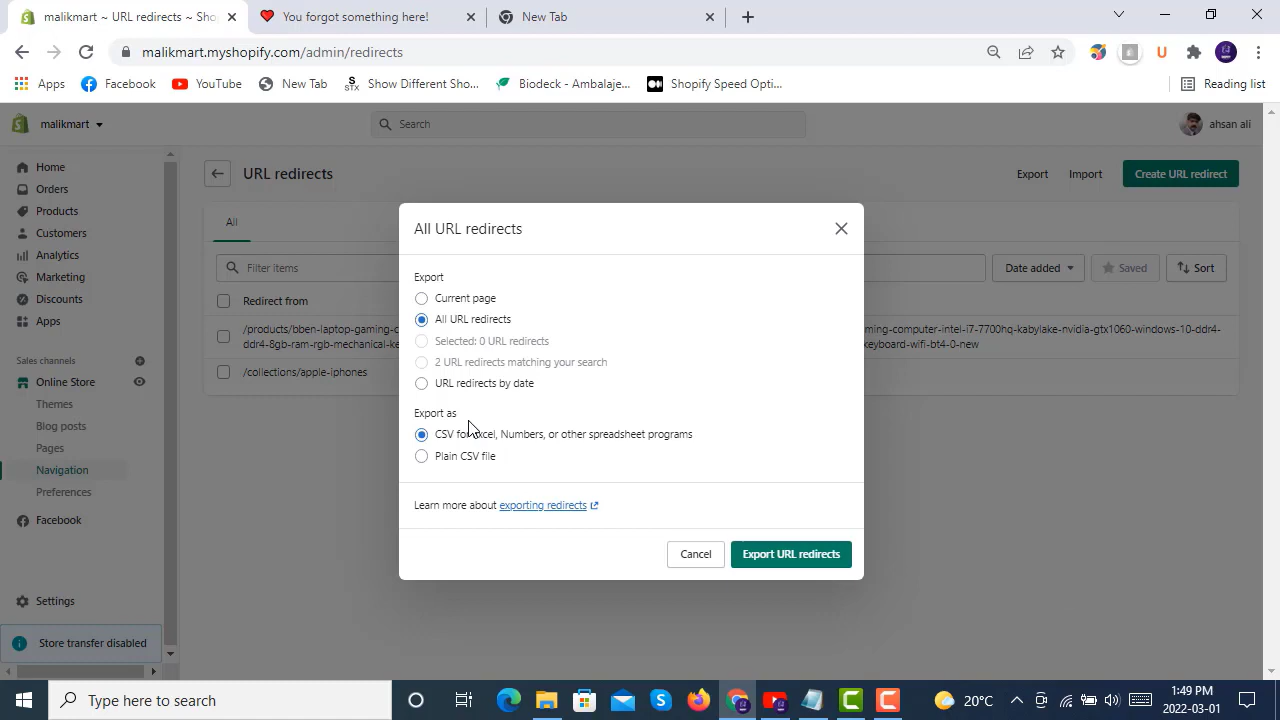 malikmart ~ URL redirects ~ Sho
You forgot something here!
New Tab
malikmart.myshopify.com/admin/redirects
Apps
Facebook
YouTube
New Tab
STX
Show Different Sho...
Biodeck - Ambalaje...
Shopify Speed Opti...
Reading list
malikmart
Search
ahsan ali
Home
Orders
Products
Customers
Analytics
Marketing
Discounts
Apps
Sales channels
Online Store
Themes
Blog posts
Pages
Navigation
Preferences
Facebook
Settings
Store transfer disabled
URL redirects
Export
Import
Create URL redirect
All
Filter items
Date added
Saved
Sort
Redirect from
/products/bben-laptop-gaming-c
aming-computer-intel-i7-7700hq-kabylake-nvidia-gtx1060-windows-10-ddr4-
ddr4-8gb-ram-rgb-mechanical-ke
keyboard-wifi-bt4-0-new
/collections/apple-iphones
All URL redirects
Export
Current page
All URL redirects
Selected: 0 URL redirects
2 URL redirects matching your search
URL redirects by date
Export as
CSV for Excel, Numbers, or other spreadsheet programs
Plain CSV file
Learn more about exporting redirects
Cancel
Export URL redirects
Type here to search
20°C
1:49 PM
2022-03-01